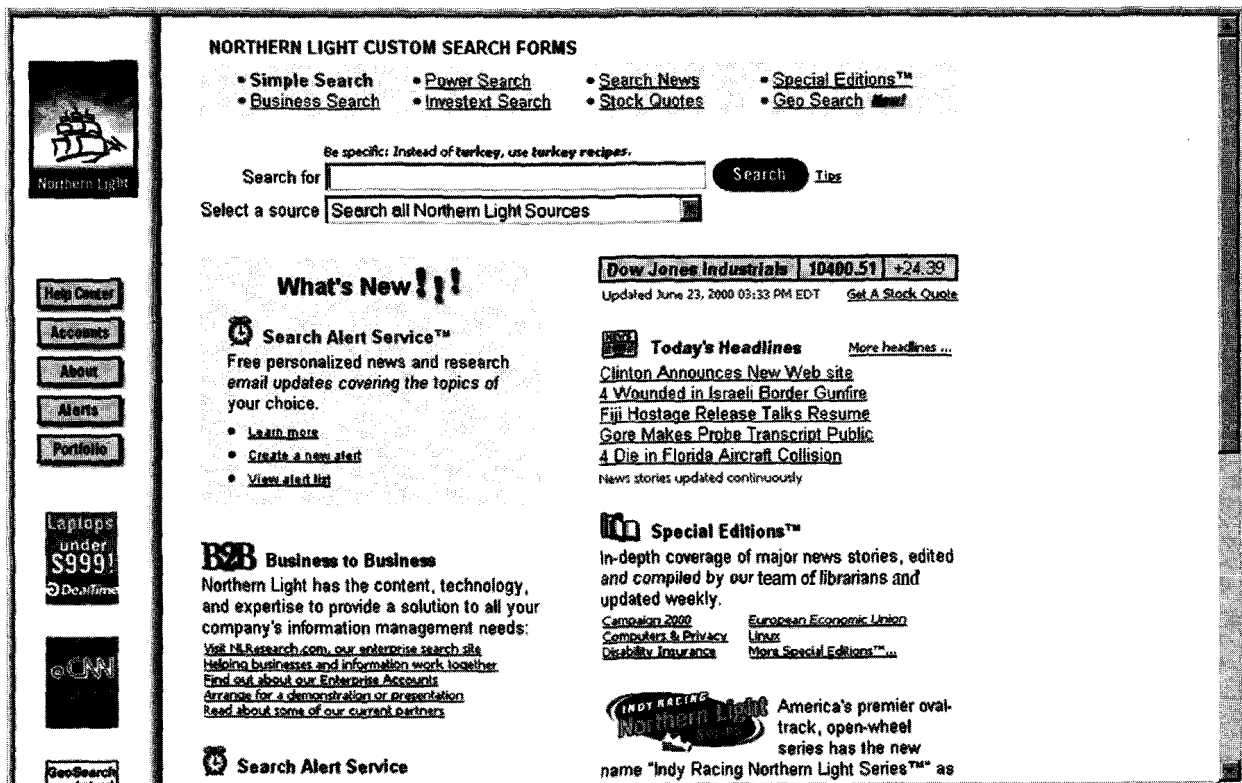 NORTHERN LIGHT CUSTOM SEARCH FORMS
• Simple Search • Power Search • Search News • Special Editions™
• Business Search • Investext Search • Stock Quotes • Geo Search New!
Northern Light
Be specific: Instead of turkey, use turkey recipes.
Search for Search Tips
Select a source Search all Northern Light Sources
Help Center
Accounts
About
Alerts
Portfolio
Laptops
under
$999!
DealTime
CNN
GeoSearch
What's New!!!
Search Alert Service™
Free personalized news and research
email updates covering the topics of
your choice.
• Learn more
• Create a new alert
• View alert list
B2B Business to Business
Northern Light has the content, technology,
and expertise to provide a solution to all your
company's information management needs:
Visit NLResearch.com, our enterprise search site
Helping businesses and information work together
Find out about our Enterprise Accounts
Arrange for a demonstration or presentation
Read about some of our current partners
Search Alert Service
Dow Jones Industrials 10400.51 +24.39
Updated June 23, 2000 03:33 PM EDT Get A Stock Quote
NEWS
Today's Headlines More headlines ...
Clinton Announces New Web site
4 Wounded in Israeli Border Gunfire
Fiji Hostage Release Talks Resume
Gore Makes Probe Transcript Public
4 Die in Florida Aircraft Collision
News stories updated continuously
Special Editions™
In-depth coverage of major news stories, edited
and compiled by our team of librarians and
updated weekly.
Campaign 2000 European Economic Union
Computers & Privacy Linux
Disability Insurance More Special Editions™...
INDY RACING
Northern Light
America's premier oval-
track, open-wheel
series has the new
name "Indy Racing Northern Light Series™" as